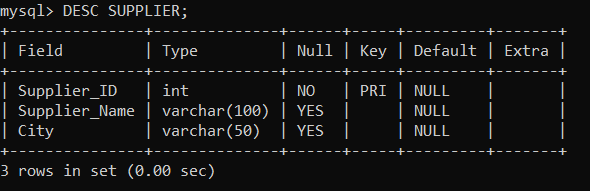 mysql> DESC SUPPLIER;
+---------------+--------------+------+-----+---------+-------+
| Field         | Type         | Null | Key | Default | Extra |
+---------------+--------------+------+-----+---------+-------+
| Supplier_ID   | int          | NO   | PRI | NULL    |       |
| Supplier_Name | varchar(100) | YES  |     | NULL    |       |
| City          | varchar(50)  | YES  |     | NULL    |       |
+---------------+--------------+------+-----+---------+-------+
3 rows in set (0.00 sec)